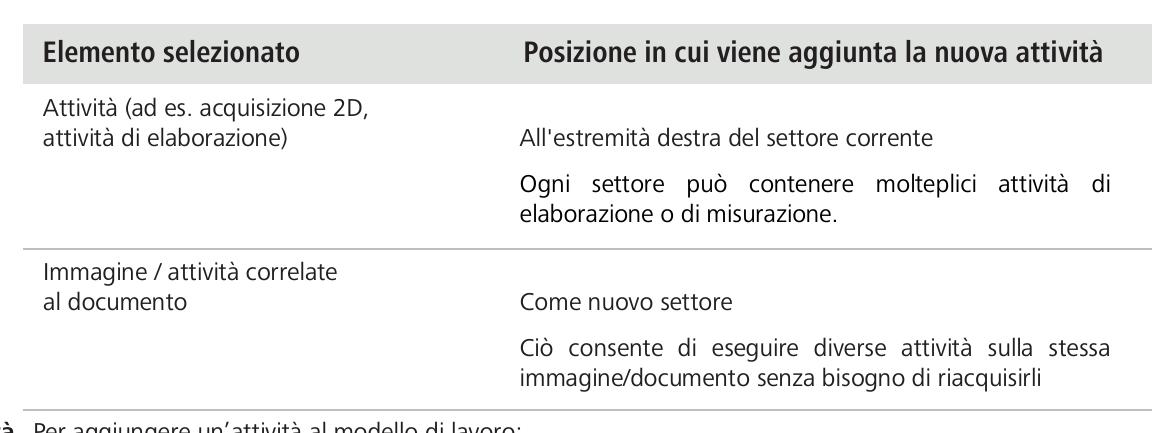 Elemento selezionato
Posizione in cui viene aggiunta la nuova attività
Attività (ad es. acquisizione 2D,
attività di elaborazione)
All'estremità destra del settore corrente
Ogni settore può contenere molteplici attività di
elaborazione o di misurazione.
Immagine / attività correlate
al documento
Come nuovo settore
Ciò consente di eseguire diverse attività sulla stessa
immagine/documento senza bisogno di riacquisirli
Per aggiungere un'attività al modello di lavoro: